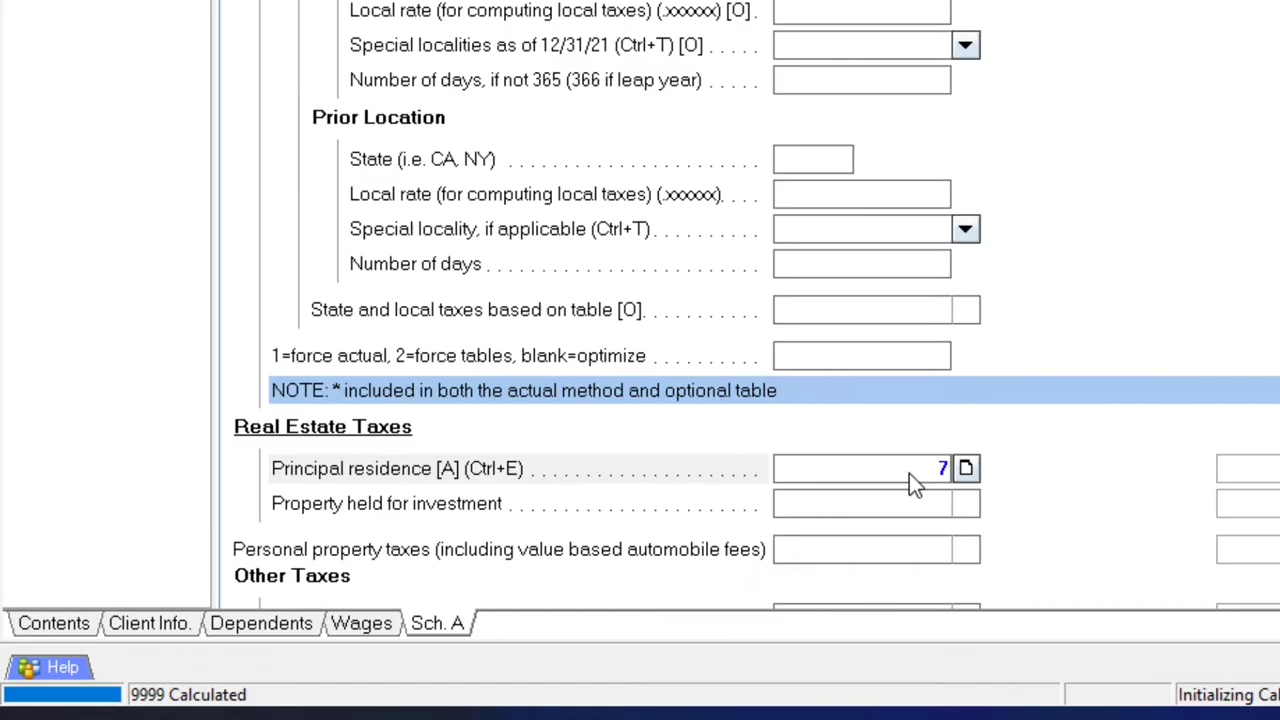 Local rate (for computing local taxes) (.xxxxxx) [O] .
Special localities as of 12/31/21 (Ctrl+T) [O] . . . . .
Number of days, if not 365 (366 if leap year) . . . . .
Prior Location
State (i.e. CA, NY) . . . . . . . . . . . . . . . . . . . . . . .
Local rate (for computing local taxes) (.xxxxxx). . . .
Special locality, if applicable (Ctrl+T). . . . . . . . . .
Number of days . . . . . . . . . . . . . . . . . . . . . . . . .
State and local taxes based on table [O]. . . . . . . . . . .
1=force actual, 2=force tables, blank=optimize . . . . . . . . . .
NOTE: * included in both the actual method and optional table
Real Estate Taxes
Principal residence [A] (Ctrl+E) . . . . . . . . . . . . . . . . . . . . . 7
Property held for investment . . . . . . . . . . . . . . . . . . . . . . .
Personal property taxes (including value based automobile fees)
Other Taxes
Contents Client Info. Dependents Wages Sch. A
Help
9999 Calculated Initializing Cal